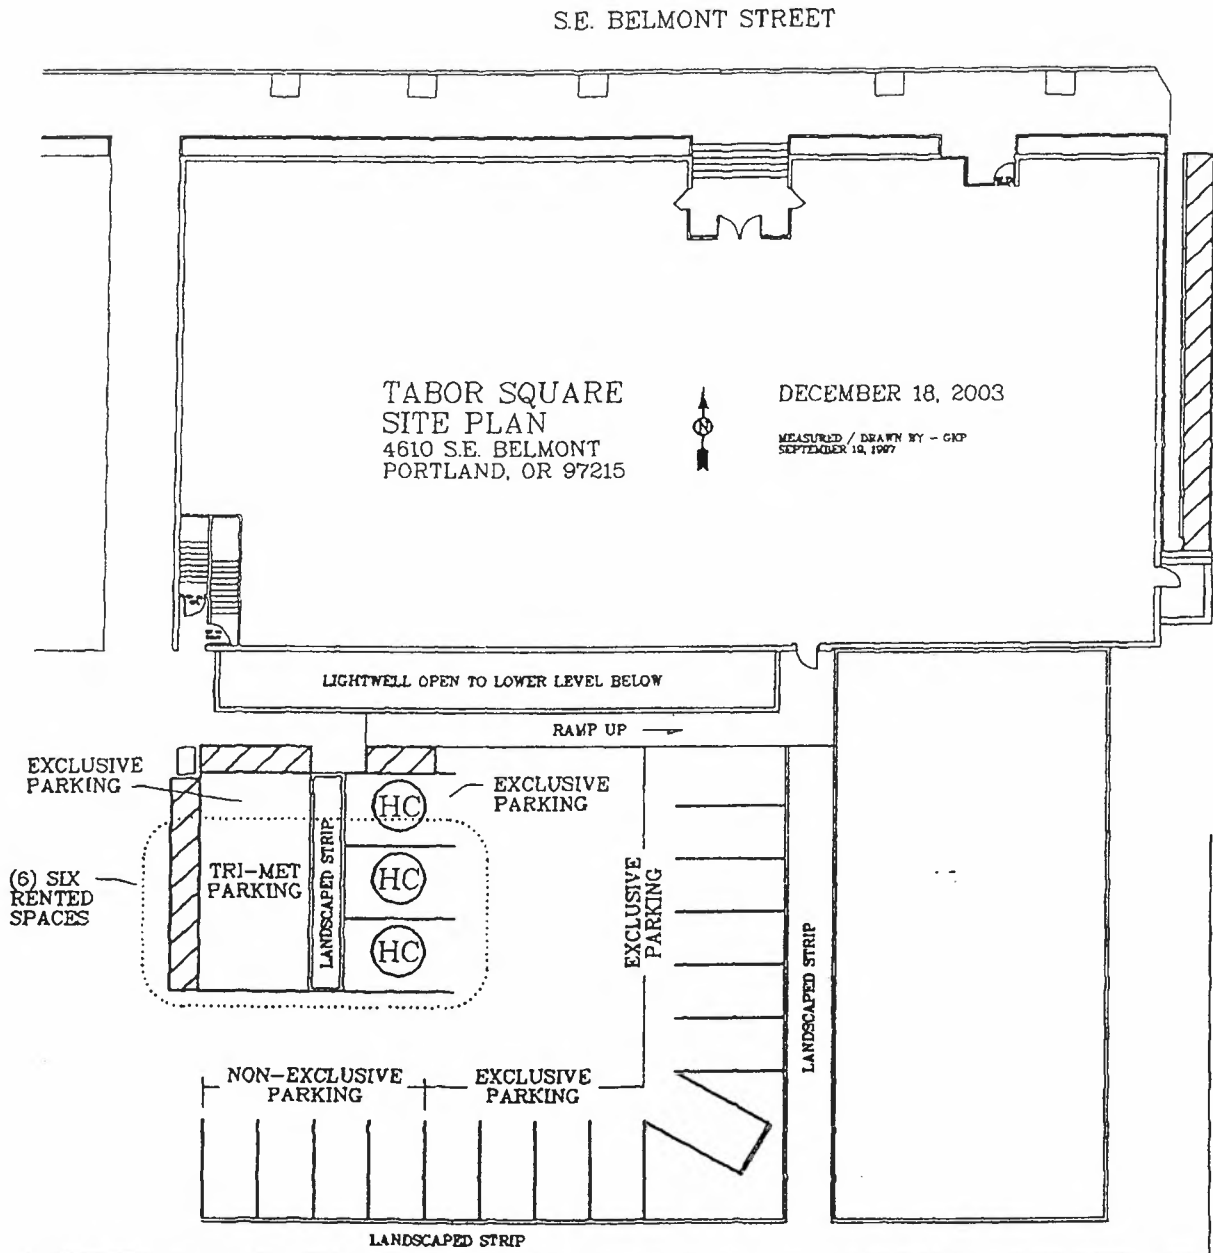 S.E. BELMONT STREET
TABOR SQUARE
SITE PLAN
4610 S.E. BELMONT
PORTLAND, OR 97215
N
DECEMBER 18, 2003
MEASURED / DRAWN BY - GKP
SEPTEMBER 19, 1997
LIGHTWELL OPEN TO LOWER LEVEL BELOW
RAMP UP
EXCLUSIVE
PARKING
EXCLUSIVE
PARKING
HC
HC
HC
TRI-MET
PARKING
LANDSCAPED STRIP
(6) SIX
RENTED
SPACES
EXCLUSIVE
PARKING
LANDSCAPED STRIP
NON-EXCLUSIVE
PARKING
EXCLUSIVE
PARKING
LANDSCAPED STRIP